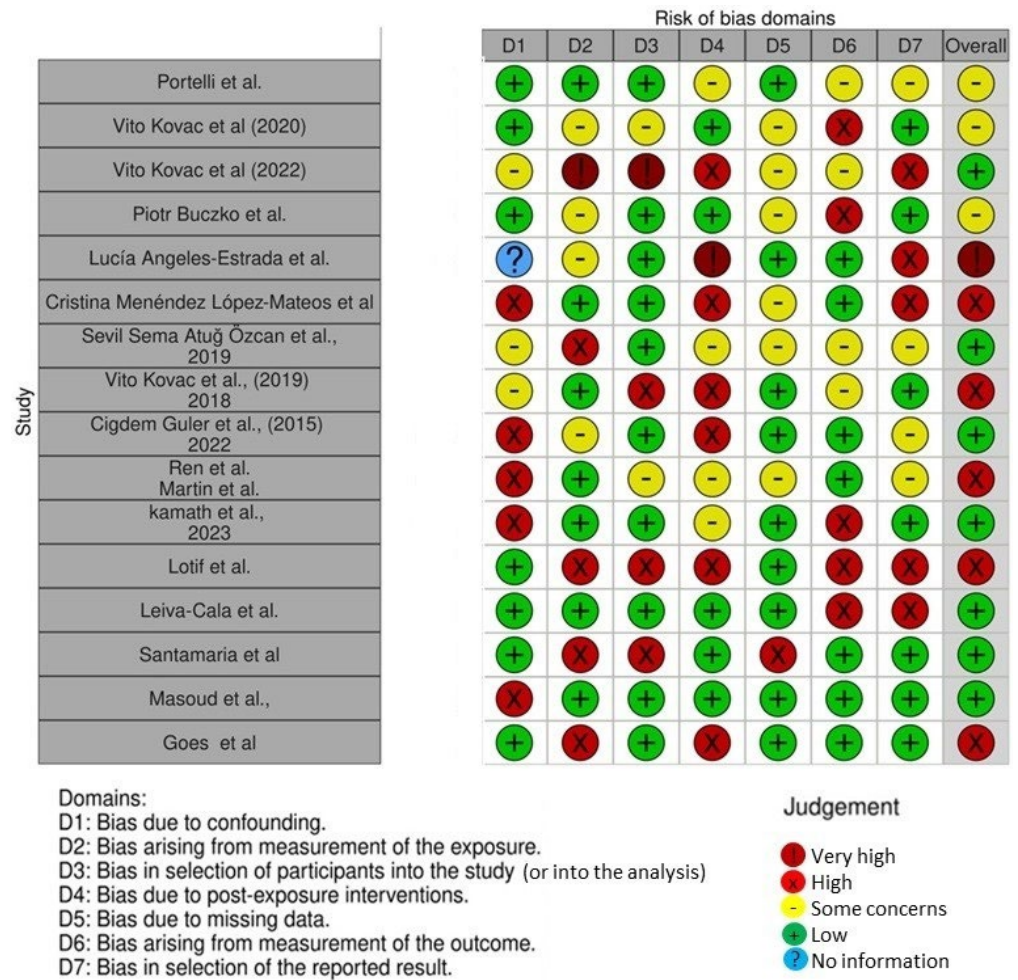 Risk of bias domains
D1 D2 D3 D4 D5 D6 D7 Overall
Study
Portelli et al. + + + - + - - -
Vito Kovac et al (2020) + - - + - X + -
Vito Kovac et al (2022) - ! ! X - - X +
Piotr Buczko et al. + - + + - X + -
Lucía Angeles-Estrada et al. ? - + ! + + X !
Cristina Menéndez López-Mateos et al X + + X - + X X
Sevil Sema Atuğ Özcan et al.,
2019
- X + - - - - +
Vito Kovac et al., (2019)
2018
- + X X + - + X
Cigdem Guler et al., (2015)
2022
X - + X + + - +
Ren et al.
Martin et al.
X + - - - + - X
kamath et al.,
2023
X + + - + X + +
Lotif et al. + X X X + X X X
Leiva-Cala et al. + + + + + X X +
Santamaria et al + X X + X + + +
Masoud et al., X + + + + + + +
Goes et al + X + X + + + X
Domains:
D1: Bias due to confounding.
D2: Bias arising from measurement of the exposure.
D3: Bias in selection of participants into the study (or into the analysis)
D4: Bias due to post-exposure interventions.
D5: Bias due to missing data.
D6: Bias arising from measurement of the outcome.
D7: Bias in selection of the reported result.
Judgement
! Very high
X High
- Some concerns
+ Low
? No information